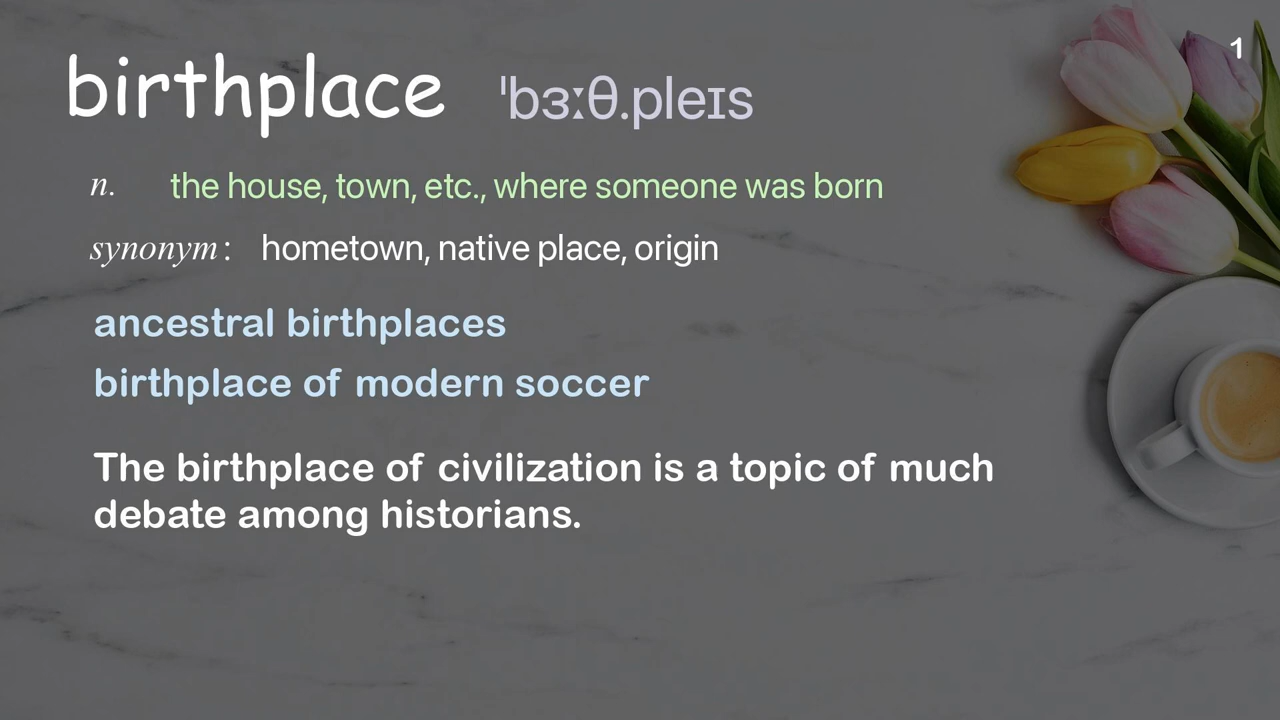 1
birthplace ˈbɜːθ.pleɪs
n. the house, town, etc., where someone was born
synonym: hometown, native place, origin
ancestral birthplaces
birthplace of modern soccer
The birthplace of civilization is a topic of much
debate among historians.